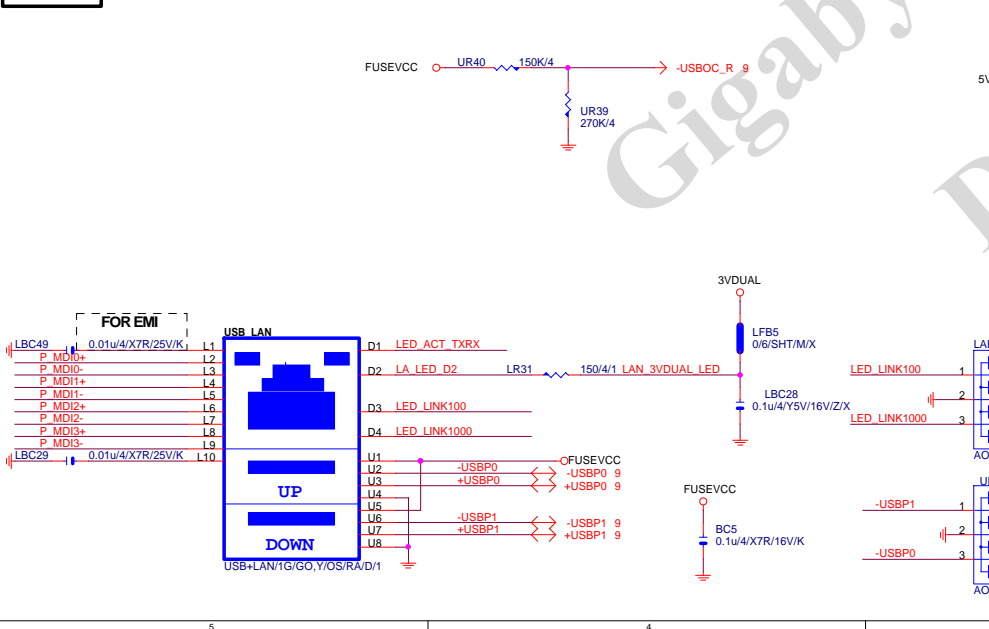 FUSEVCC UR40 150K/4 -USBOC_R 9
UR39
270K/4
5V
Gigaby
3VDUAL
LFB5
0/6/SHT/M/X
LBC28
0.1u/4/Y5V/16V/Z/X
FOR EMI
USB_LAN
LBC49 0.01u/4/X7R/25V/K L1
P_MDI0+ L2
P_MDI0- L3
P_MDI1+ L4
P_MDI1- L5
P_MDI2+ L6
P_MDI2- L7
P_MDI3+ L8
P_MDI3- L9
LBC29 0.01u/4/X7R/25V/K L10
D1 LED_ACT_TXRX
D2 LA_LED_D2 LR31 150/4/1 LAN_3VDUAL_LED
D3 LED_LINK100
D4 LED_LINK1000
U1 FUSEVCC
U2 -USBP0 -USBP0 9
U3 +USBP0 +USBP0 9
U4
U5
U6 -USBP1 -USBP1 9
U7 +USBP1 +USBP1 9
U8
UP
DOWN
USB+LAN/1G/GO,Y/OS/RA/D/1
FUSEVCC
BC5
0.1u/4/X7R/16V/K
LAN
LED_LINK100 1
2
LED_LINK1000 3
AO
-USBP1 1
2
-USBP0 3
AO
5 4